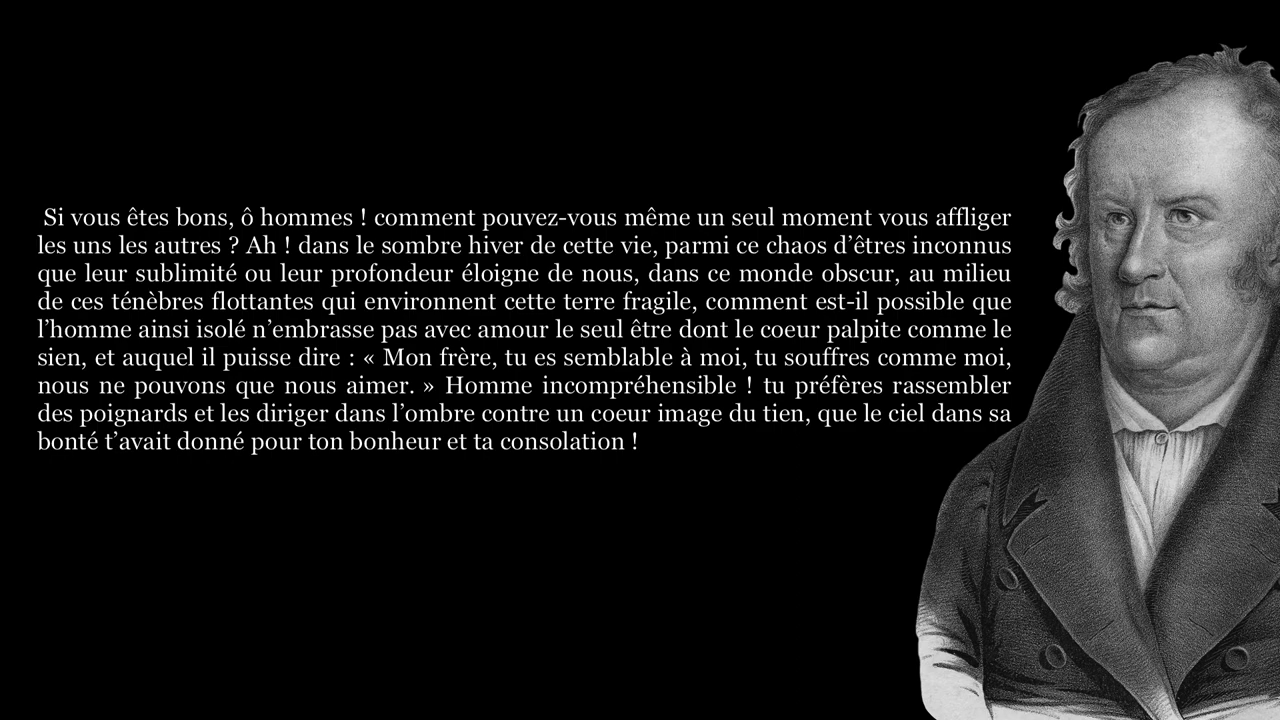 Si vous êtes bons, ô hommes ! comment pouvez-vous même un seul moment vous affliger
les uns les autres ? Ah ! dans le sombre hiver de cette vie, parmi ce chaos d’êtres inconnus
que leur sublimité ou leur profondeur éloigne de nous, dans ce monde obscur, au milieu
de ces ténèbres flottantes qui environnent cette terre fragile, comment est-il possible que
l’homme ainsi isolé n’embrasse pas avec amour le seul être dont le coeur palpite comme le
sien, et auquel il puisse dire : « Mon frère, tu es semblable à moi, tu souffres comme moi,
nous ne pouvons que nous aimer. » Homme incompréhensible ! tu préfères rassembler
des poignards et les diriger dans l’ombre contre un coeur image du tien, que le ciel dans sa
bonté t’avait donné pour ton bonheur et ta consolation !